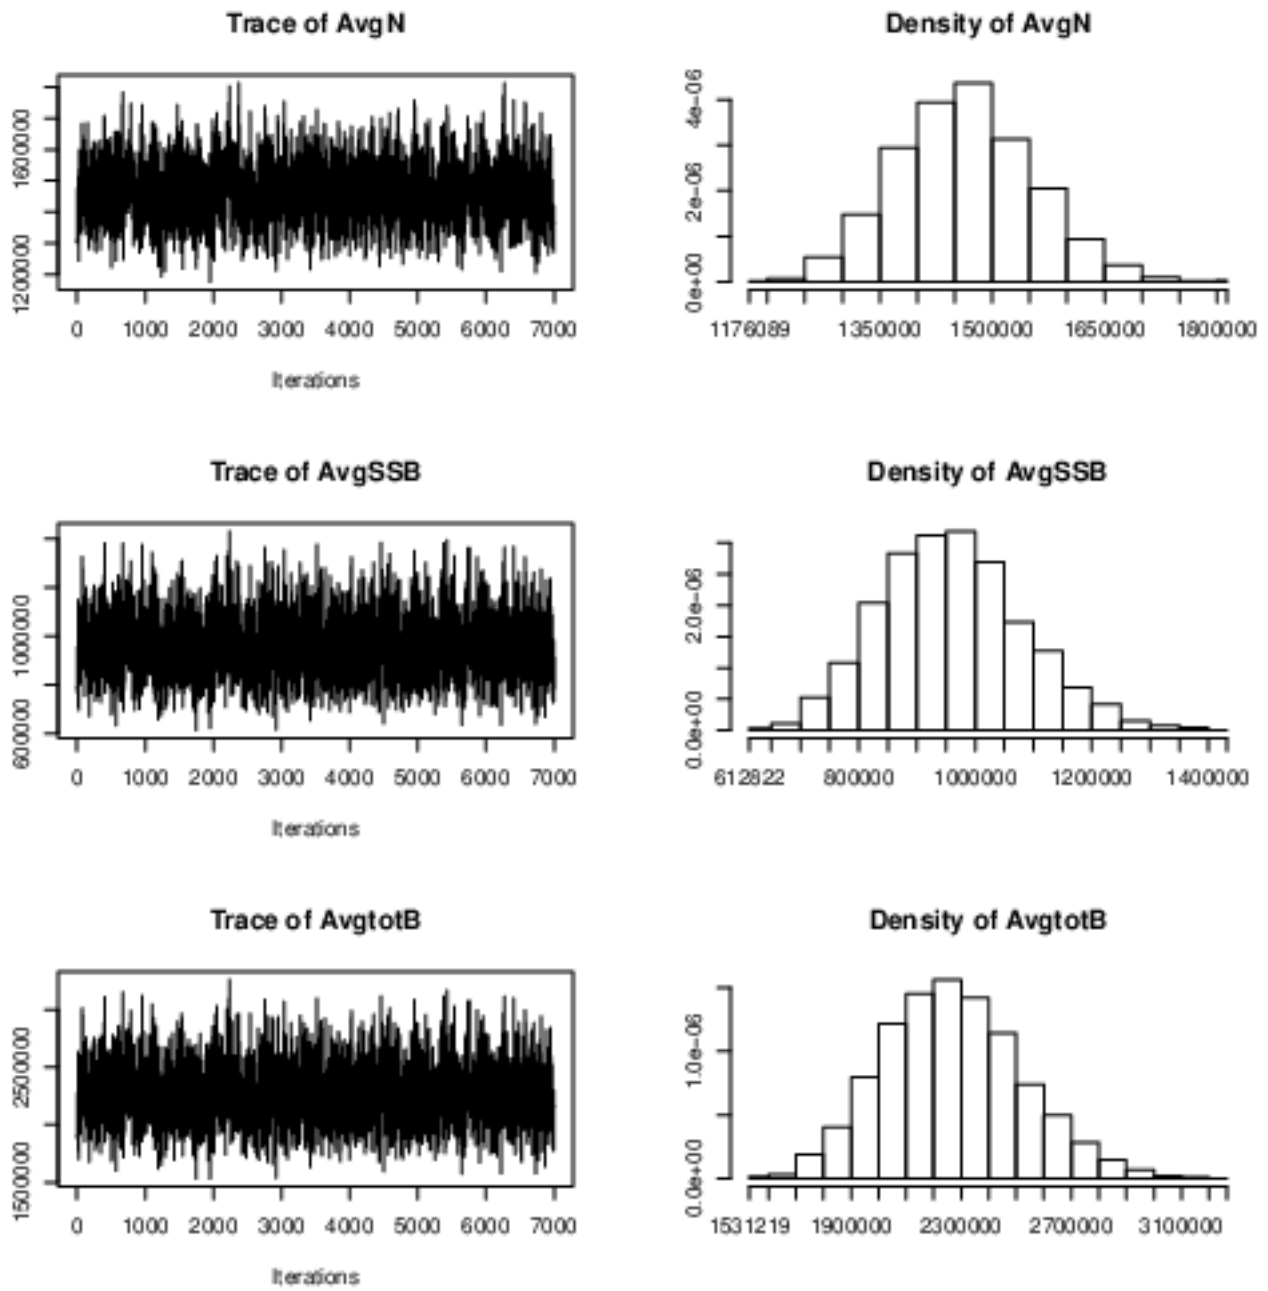 Trace of AvgN
1200000 1600000
0 1000 2000 3000 4000 5000 6000 7000
Iterations
Density of AvgN
0e+00 2e-06 4e-06
1176089 1350000 1500000 1650000 1800000
Trace of AvgSSB
600000 1000000
0 1000 2000 3000 4000 5000 6000 7000
Iterations
Density of AvgSSB
0.0e+00 2.0e-06
612822 800000 1000000 1200000 1400000
Trace of AvgtotB
1500000 2500000
0 1000 2000 3000 4000 5000 6000 7000
Iterations
Density of AvgtotB
0.0e+00 1.0e-06
1531219 1900000 2300000 2700000 3100000